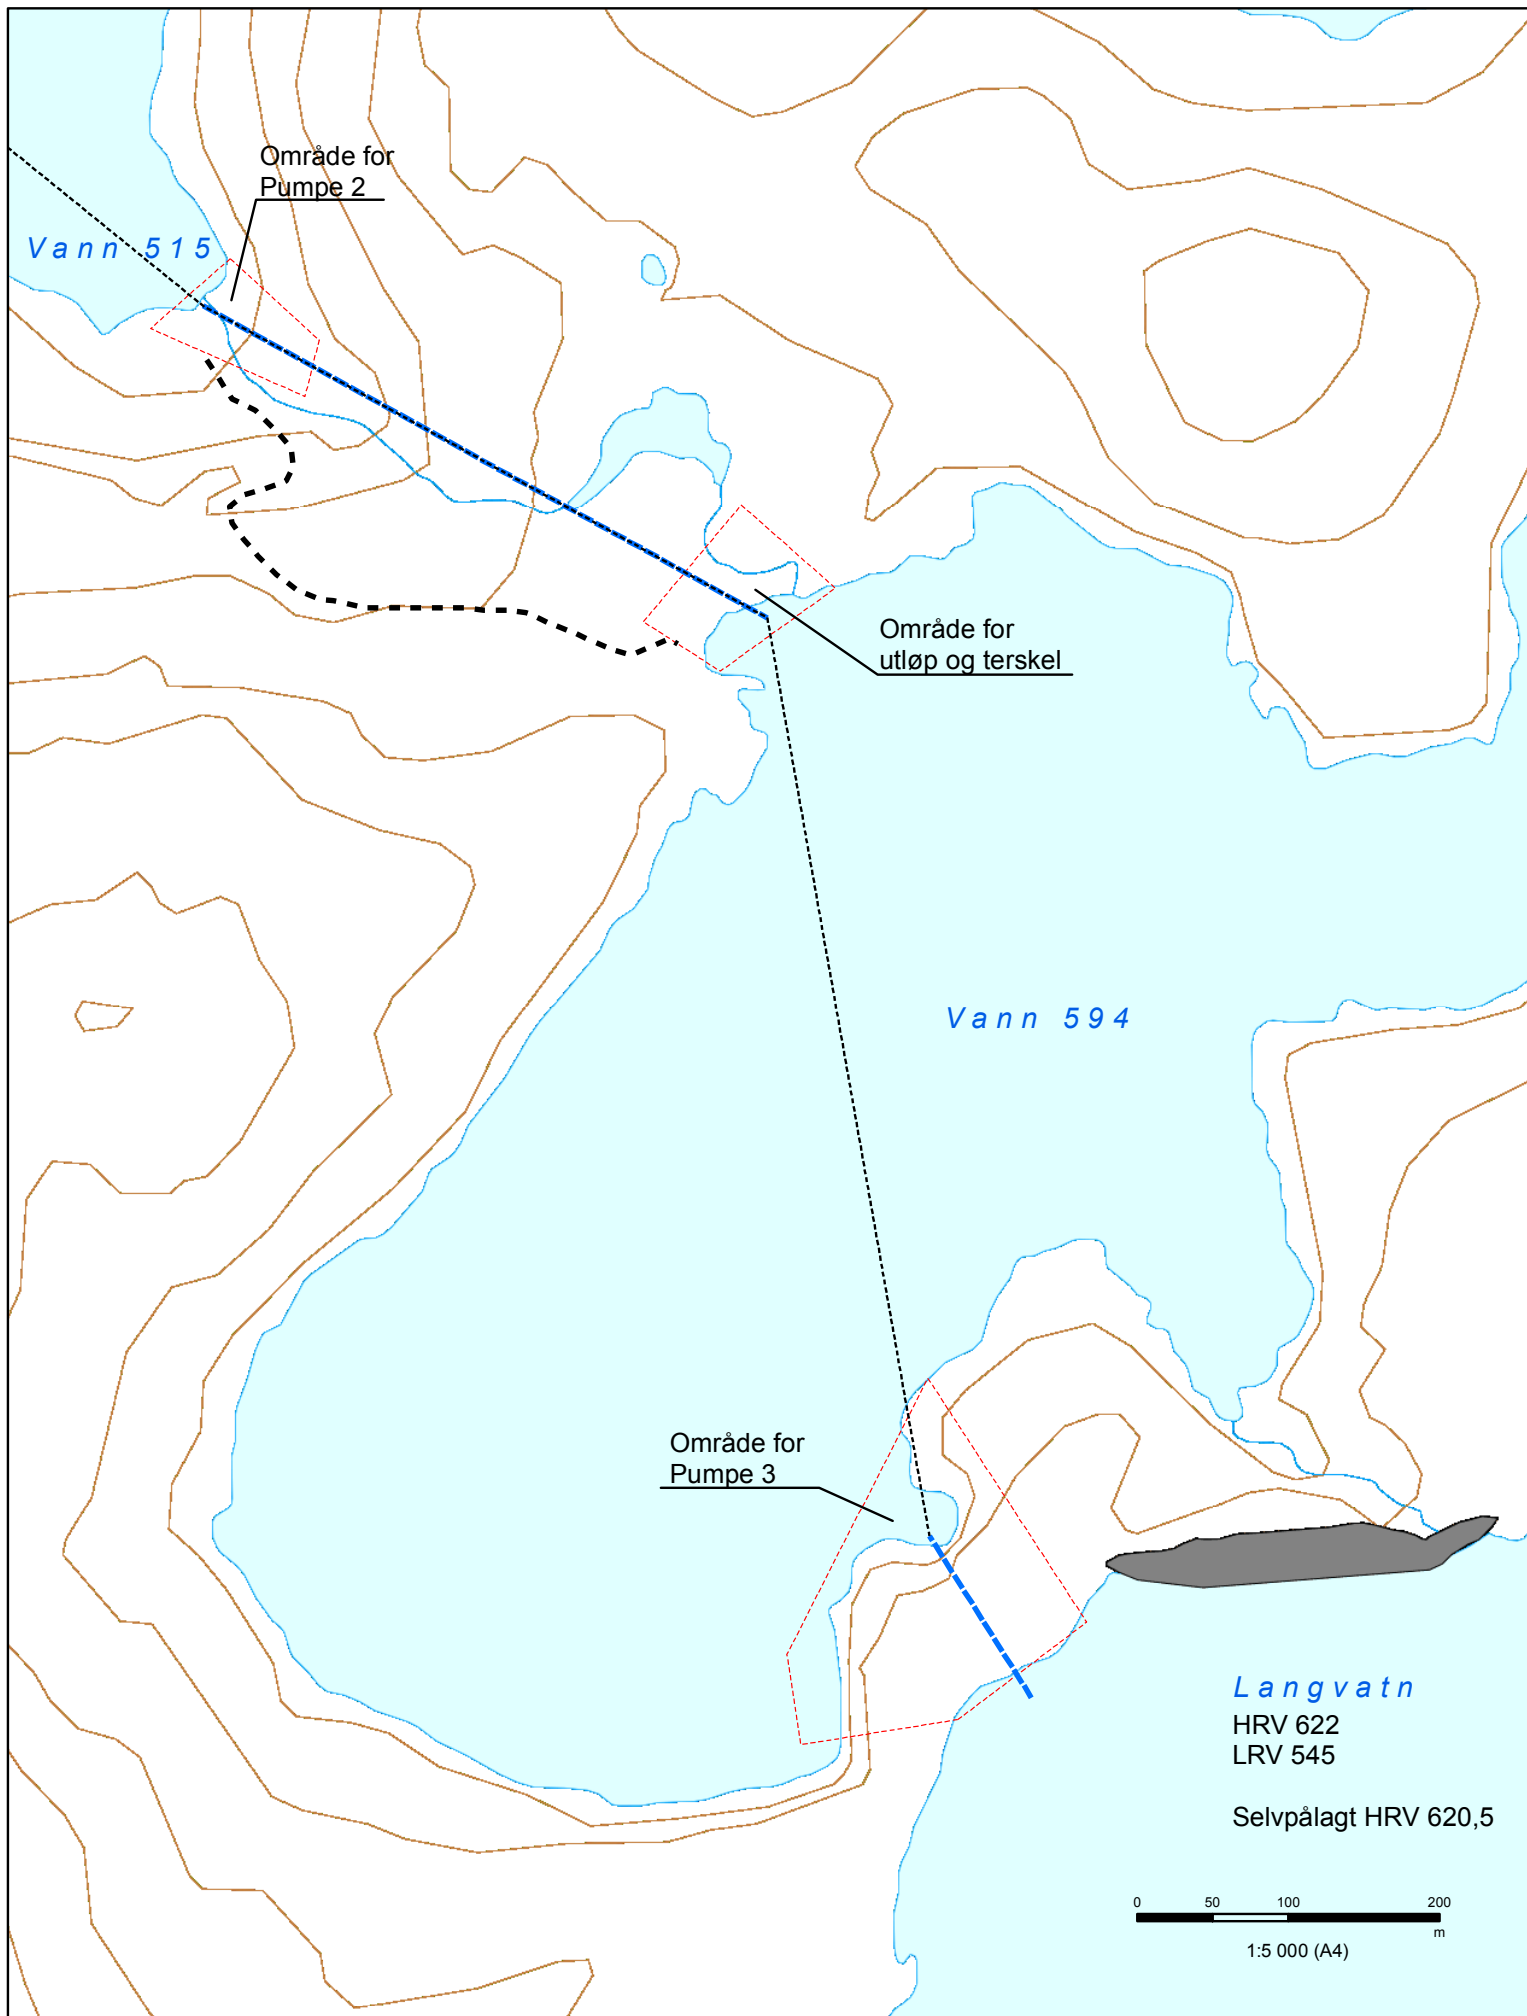 Område for
Pumpe 2
Vann 515
Område for
utløp og terskel
Vann 594
Område for
Pumpe 3
Langvatn
HRV 622
LRV 545
Selvpålagt HRV 620,5
0 50 100 200
m
1:5 000 (A4)